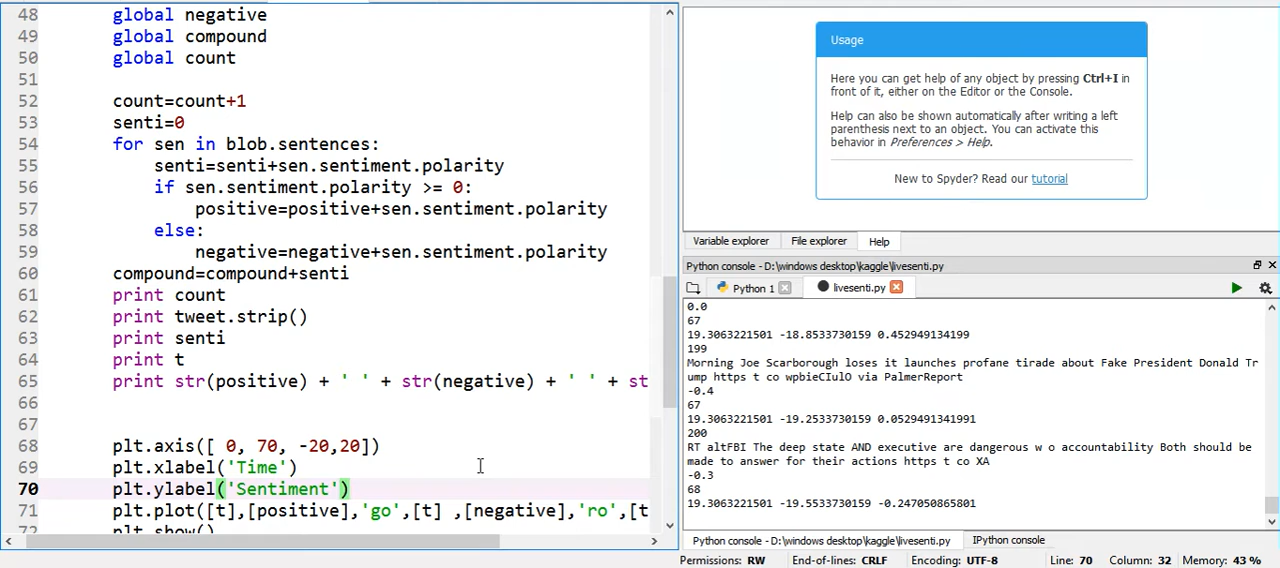 48 global negative
49 global compound
50 global count
51
52 count=count+1
53 senti=0
54 for sen in blob.sentences:
55 senti=senti+sen.sentiment.polarity
56 if sen.sentiment.polarity >= 0:
57 positive=positive+sen.sentiment.polarity
58 else:
59 negative=negative+sen.sentiment.polarity
60 compound=compound+senti
61 print count
62 print tweet.strip()
63 print senti
64 print t
65 print str(positive) + ' ' + str(negative) + ' ' + st
66
67
68 plt.axis([ 0, 70, -20,20])
69 plt.xlabel('Time')
70 plt.ylabel('Sentiment')
71 plt.plot([t],[positive],'go',[t] ,[negative],'ro',[t
72 plt.show()
Usage
Here you can get help of any object by pressing Ctrl+I in
front of it, either on the Editor or the Console.
Help can also be shown automatically after writing a left
parenthesis next to an object. You can activate this
behavior in Preferences > Help.
New to Spyder? Read our tutorial
Variable explorer File explorer Help
Python console - D:\windows desktop\kaggle\livesenti.py
Python 1 livesenti.py
0.0
67
19.3063221501 -18.8533730159 0.452949134199
199
Morning Joe Scarborough loses it launches profane tirade about Fake President Donald Tr
ump https t co wpbieCIulO via PalmerReport
-0.4
67
19.3063221501 -19.2533730159 0.0529491341991
200
RT altFBI The deep state AND executive are dangerous w o accountability Both should be
made to answer for their actions https t co XA
-0.3
68
19.3063221501 -19.5533730159 -0.247050865801
Python console - D:\windows desktop\kaggle\livesenti.py IPython console
Permissions: RW End-of-lines: CRLF Encoding: UTF-8 Line: 70 Column: 32 Memory: 43 %